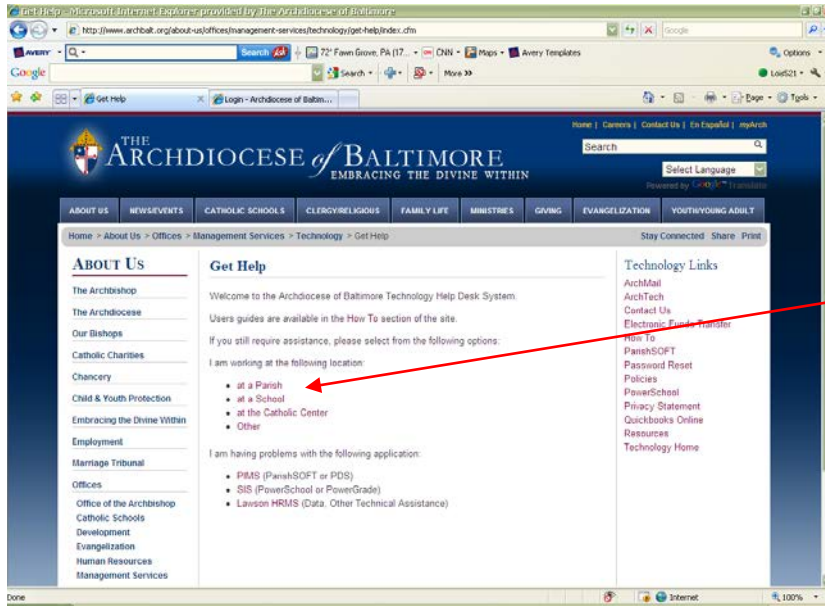 Get Help - Microsoft Internet Explorer provided by The Archdiocese of Baltimore
http://www.archbalt.org/about-us/offices/management-services/technology/get-help/index.cfm
Google
AVERY
Search
72° Fawn Grove, PA (17...
CNN
Maps
Avery Templates
Options
Google
Search
More »
Loist521
Get Help
Login - Archdiocese of Baltim...
Page
Tools
Home | Careers | Contact Us | En Español | myArch
THE
ARCHDIOCESE of BALTIMORE
EMBRACING THE DIVINE WITHIN
Search
Select Language
Powered by Google™ Translate
ABOUT US NEWS/EVENTS CATHOLIC SCHOOLS CLERGY/RELIGIOUS FAMILY LIFE MINISTRIES GIVING EVANGELIZATION YOUTH/YOUNG ADULT
Home > About Us > Offices > Management Services > Technology > Get Help
Stay Connected Share Print
ABOUT US
The Archbishop
The Archdiocese
Our Bishops
Catholic Charities
Chancery
Child & Youth Protection
Embracing the Divine Within
Employment
Marriage Tribunal
Offices
Office of the Archbishop
Catholic Schools
Development
Evangelization
Human Resources
Management Services
Get Help
Welcome to the Archdiocese of Baltimore Technology Help Desk System.
Users guides are available in the How To section of the site.
If you still require assistance, please select from the following options:
I am working at the following location:
• at a Parish
• at a School
• at the Catholic Center
• Other
I am having problems with the following application:
• PIMS (ParishSOFT or PDS)
• SIS (PowerSchool or PowerGrade)
• Lawson HRMS (Data, Other Technical Assistance)
Technology Links
ArchMail
ArchTech
Contact Us
Electronic Funds Transfer
How To
ParishSOFT
Password Reset
Policies
PowerSchool
Privacy Statement
Quickbooks Online
Resources
Technology Home
Done
Internet
100%